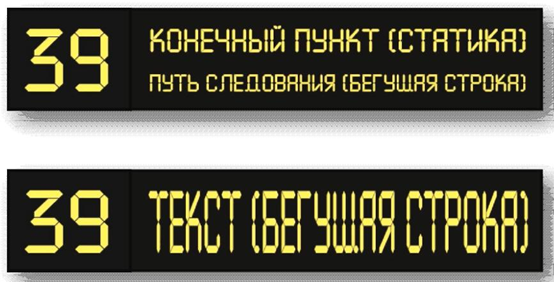 39
КОНЕЧНЫЙ ПУНКТ (СТАТИКА)
ПУТЬ СЛЕДОВАНИЯ (БЕГУЩАЯ СТРОКА)
39
ТЕКСТ (БЕГУЩАЯ СТРОКА)